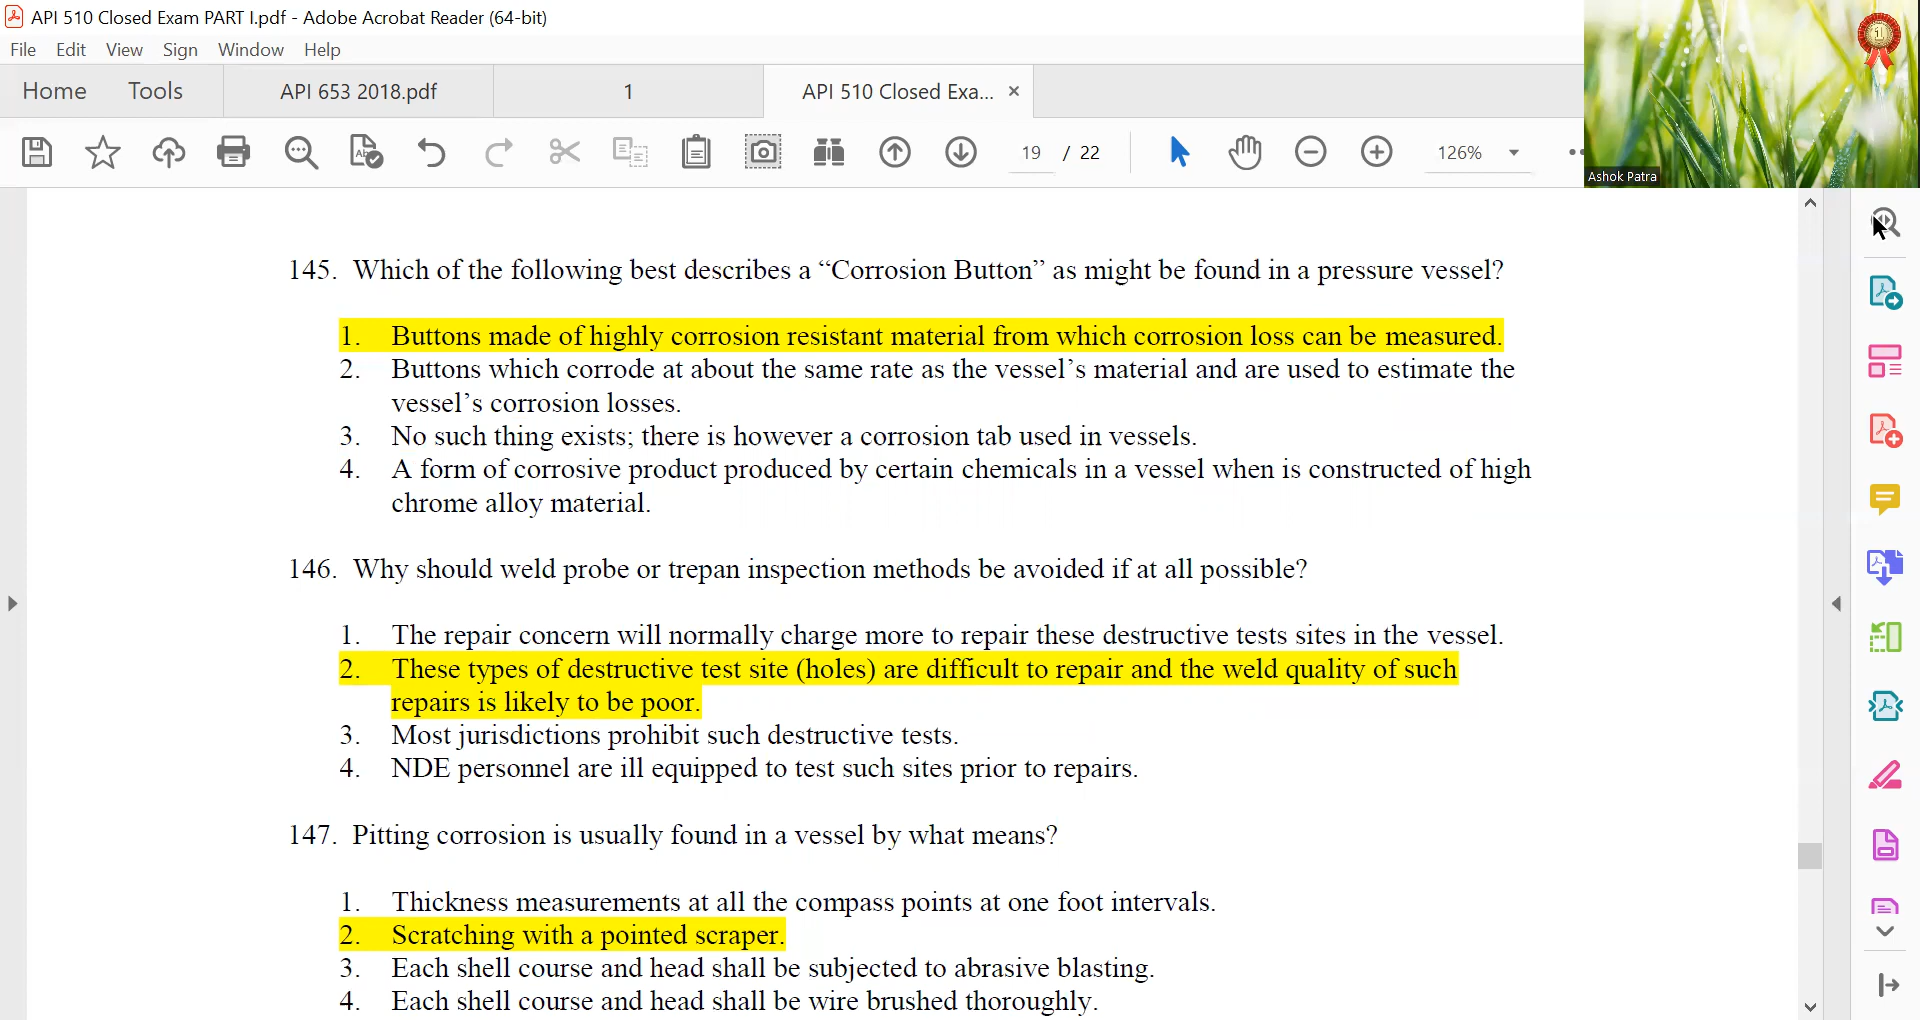 API 510 Closed Exam PART I.pdf - Adobe Acrobat Reader (64-bit)
File Edit View Sign Window Help
Home Tools API 653 2018.pdf 1 API 510 Closed Exa... ×
19 / 22 126%
Ashok Patra
145. Which of the following best describes a “Corrosion Button” as might be found in a pressure vessel?
1. Buttons made of highly corrosion resistant material from which corrosion loss can be measured.
2. Buttons which corrode at about the same rate as the vessel’s material and are used to estimate the
vessel’s corrosion losses.
3. No such thing exists; there is however a corrosion tab used in vessels.
4. A form of corrosive product produced by certain chemicals in a vessel when is constructed of high
chrome alloy material.
146. Why should weld probe or trepan inspection methods be avoided if at all possible?
1. The repair concern will normally charge more to repair these destructive tests sites in the vessel.
2. These types of destructive test site (holes) are difficult to repair and the weld quality of such
repairs is likely to be poor.
3. Most jurisdictions prohibit such destructive tests.
4. NDE personnel are ill equipped to test such sites prior to repairs.
147. Pitting corrosion is usually found in a vessel by what means?
1. Thickness measurements at all the compass points at one foot intervals.
2. Scratching with a pointed scraper.
3. Each shell course and head shall be subjected to abrasive blasting.
4. Each shell course and head shall be wire brushed thoroughly.